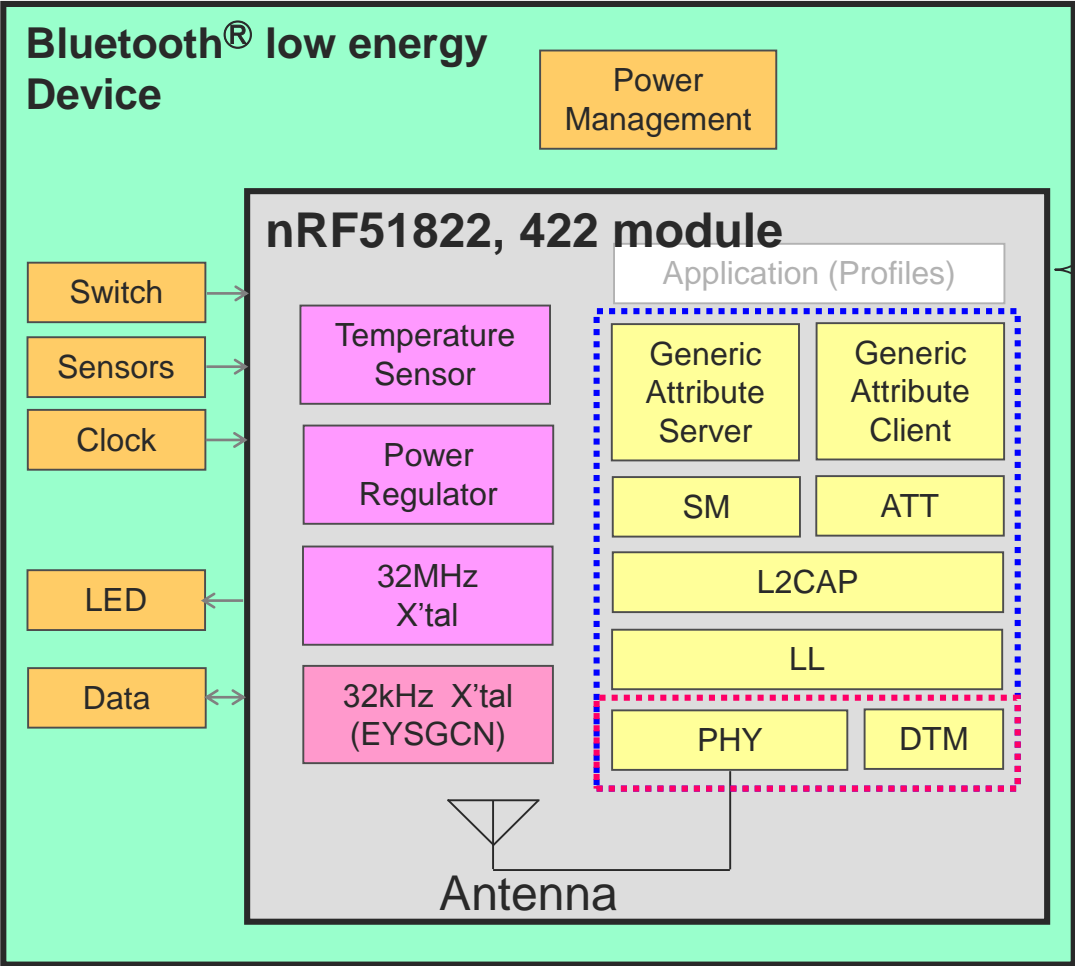 Bluetooth® low energy
Device
Power
Management
nRF51822, 422 module
Application (Profiles)
Switch
Sensors
Clock
LED
Data
Temperature
Sensor
Power
Regulator
32MHz
X’tal
32kHz X’tal
(EYSGCN)
Generic
Attribute
Server
Generic
Attribute
Client
SM
ATT
L2CAP
LL
PHY
DTM
Antenna